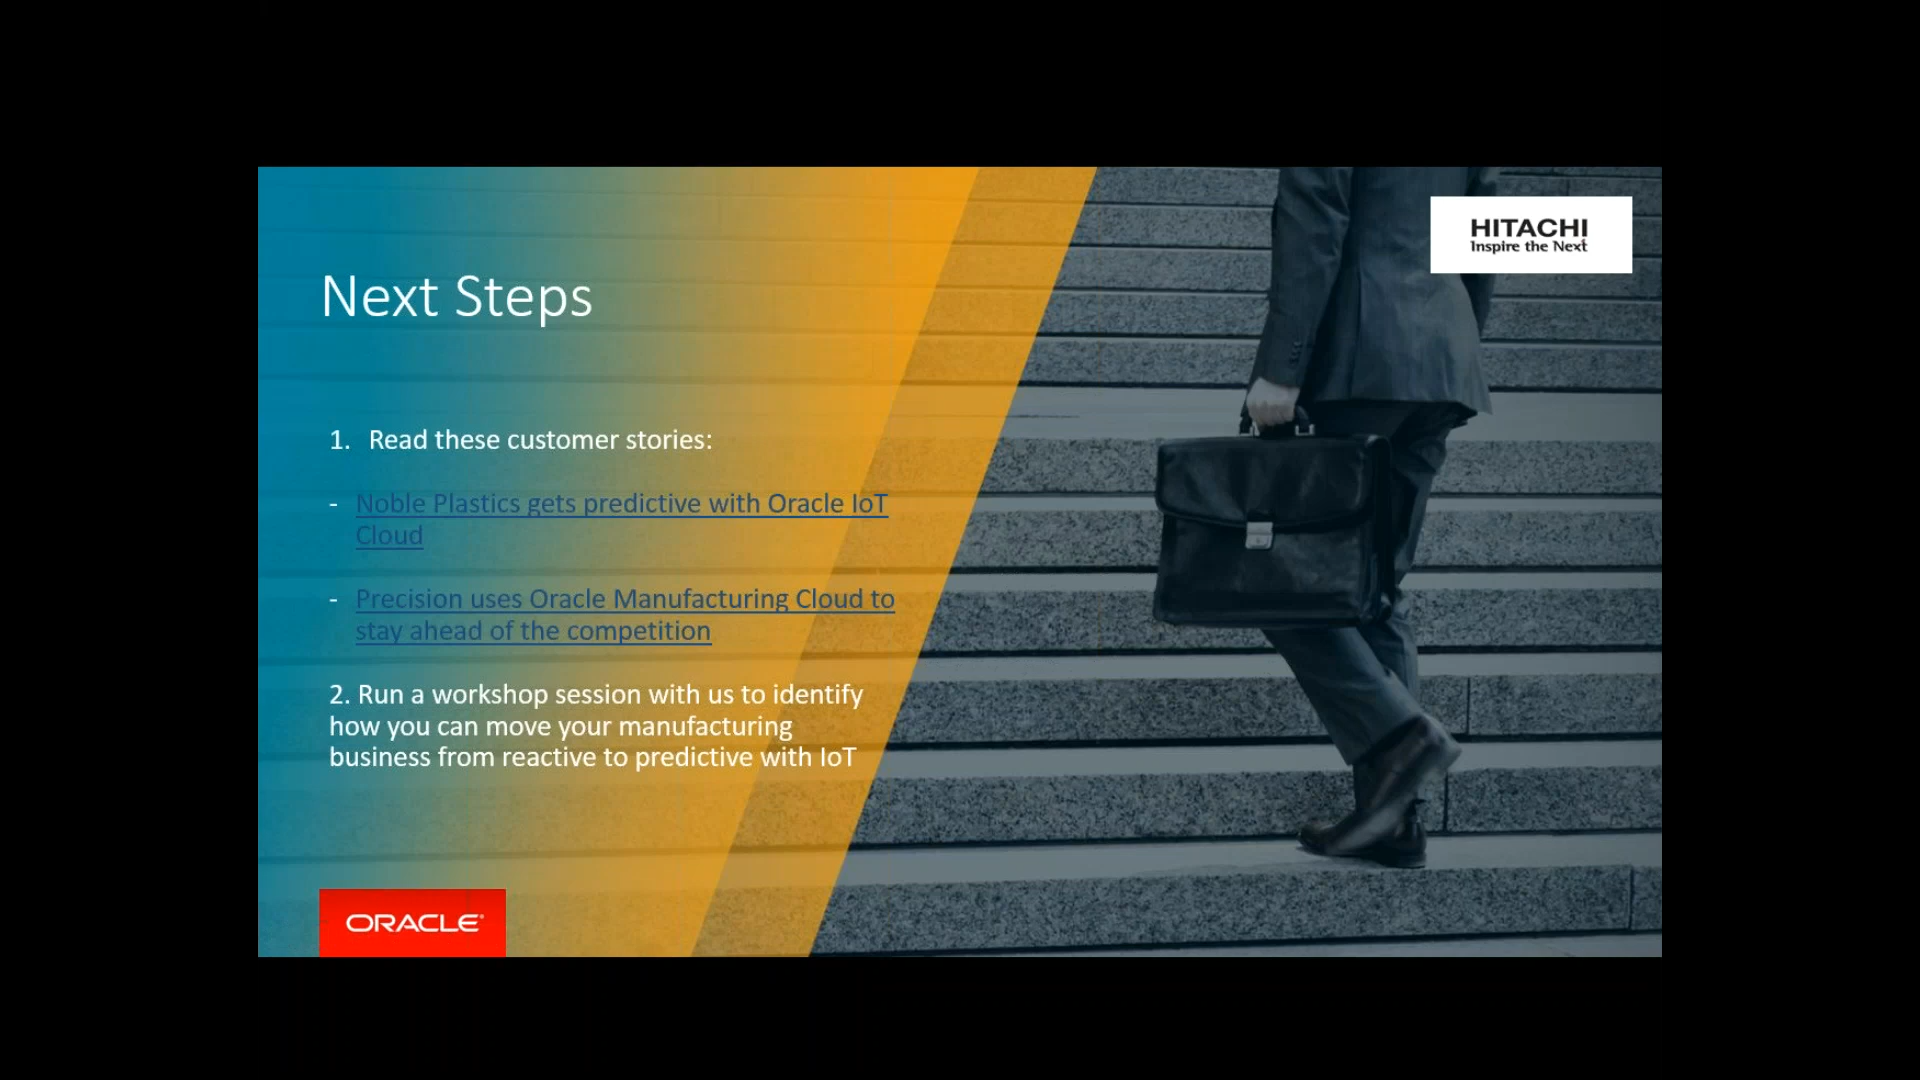 HITACHI
Inspire the Next
Next Steps
1. Read these customer stories:
- Noble Plastics gets predictive with Oracle IoT
Cloud
- Precision uses Oracle Manufacturing Cloud to
stay ahead of the competition
2. Run a workshop session with us to identify
how you can move your manufacturing
business from reactive to predictive with IoT
ORACLE®